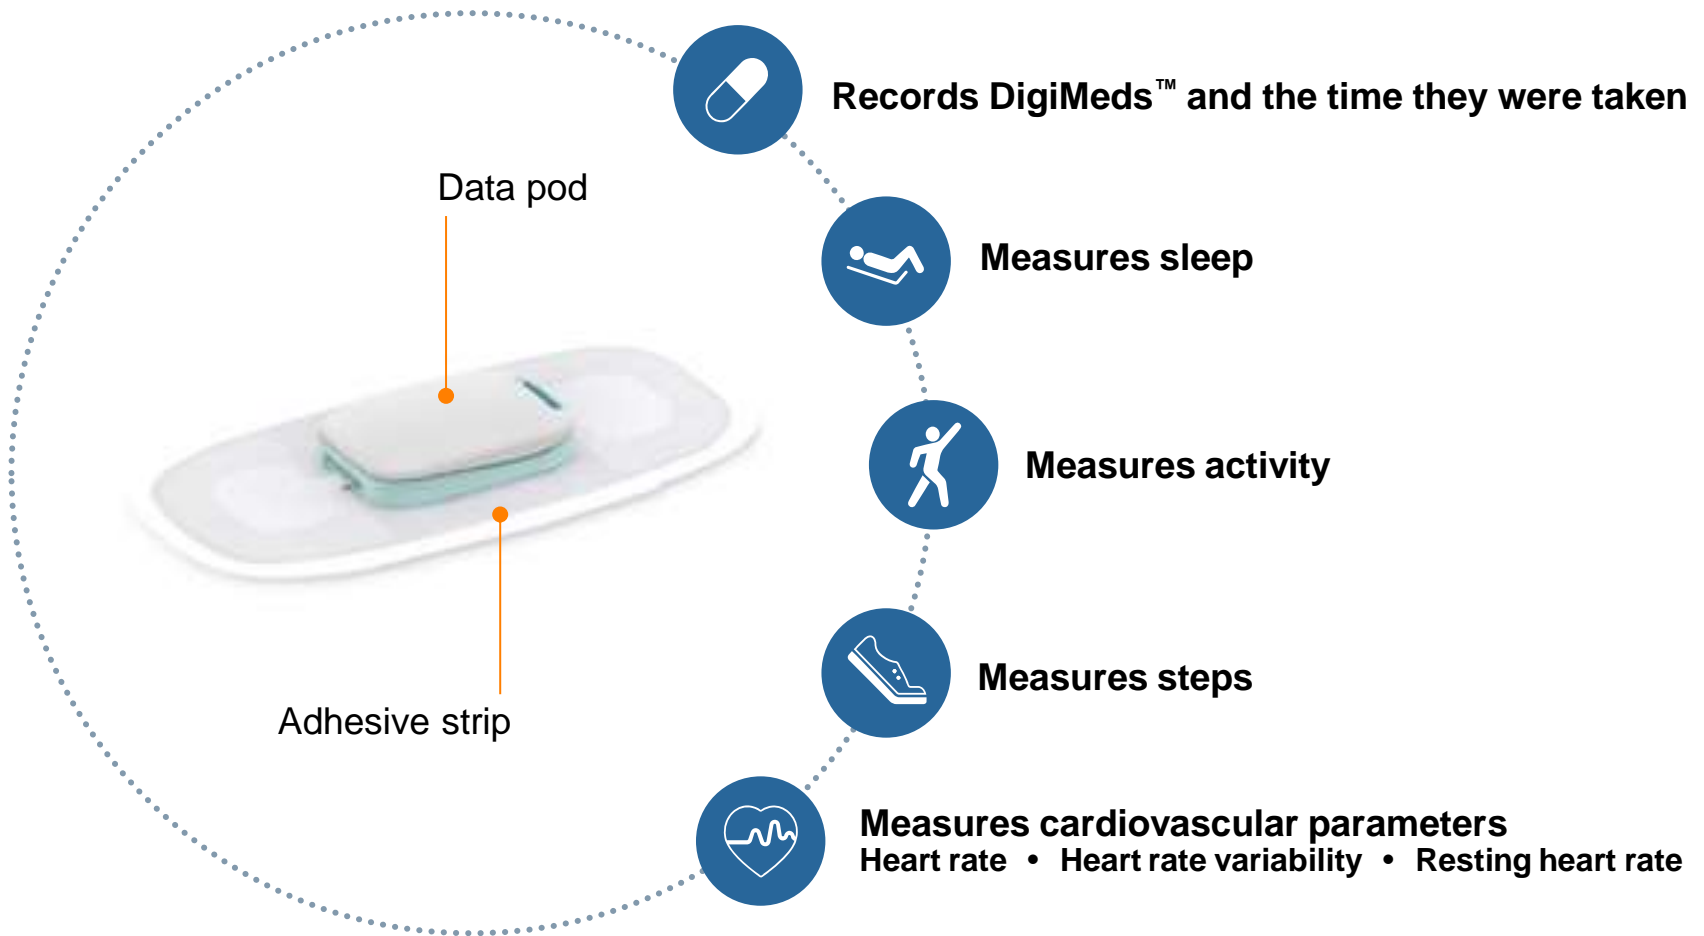 Records DigiMeds™ and the time they were taken
Data pod
Measures sleep
Measures activity
Measures steps
Adhesive strip
Measures cardiovascular parameters
Heart rate • Heart rate variability • Resting heart rate